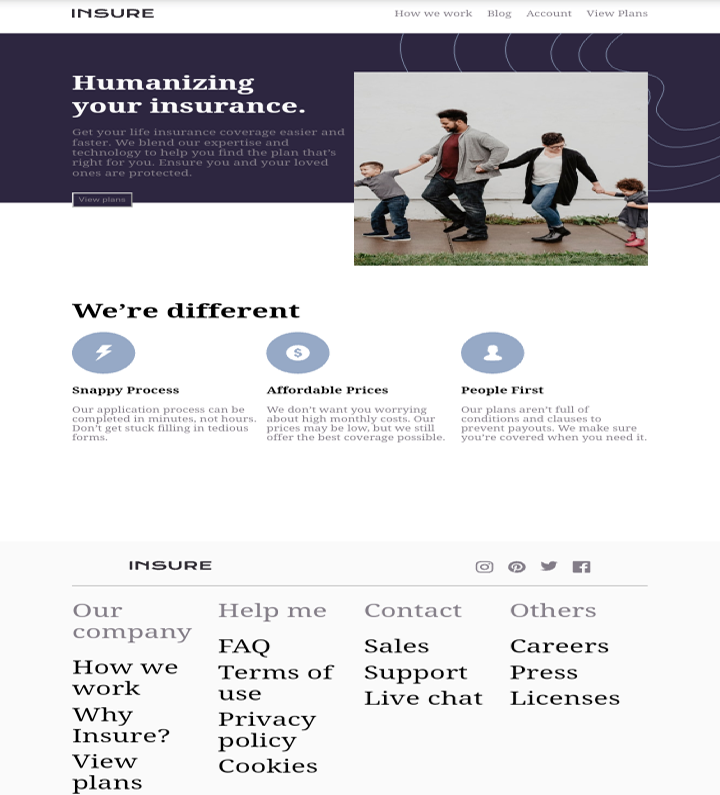 INSURE
How we work Blog Account View Plans
Humanizing
your insurance.
Get your life insurance coverage easier and
faster. We blend our expertise and
technology to help you find the plan that's
right for you. Ensure you and your loved
ones are protected.
View plans
We're different
Snappy Process
Our application process can be
completed in minutes, not hours.
Don't get stuck filling in tedious
forms.
Affordable Prices
We don't want you worrying
about high monthly costs. Our
prices may be low, but we still
offer the best coverage possible.
People First
Our plans aren't full of
conditions and clauses to
prevent payouts. We make sure
you're covered when you need it.
INSURE
Our
company
How we
work
Why
Insure?
View
plans
Help me
FAQ
Terms of
use
Privacy
policy
Cookies
Contact
Sales
Support
Live chat
Others
Careers
Press
Licenses